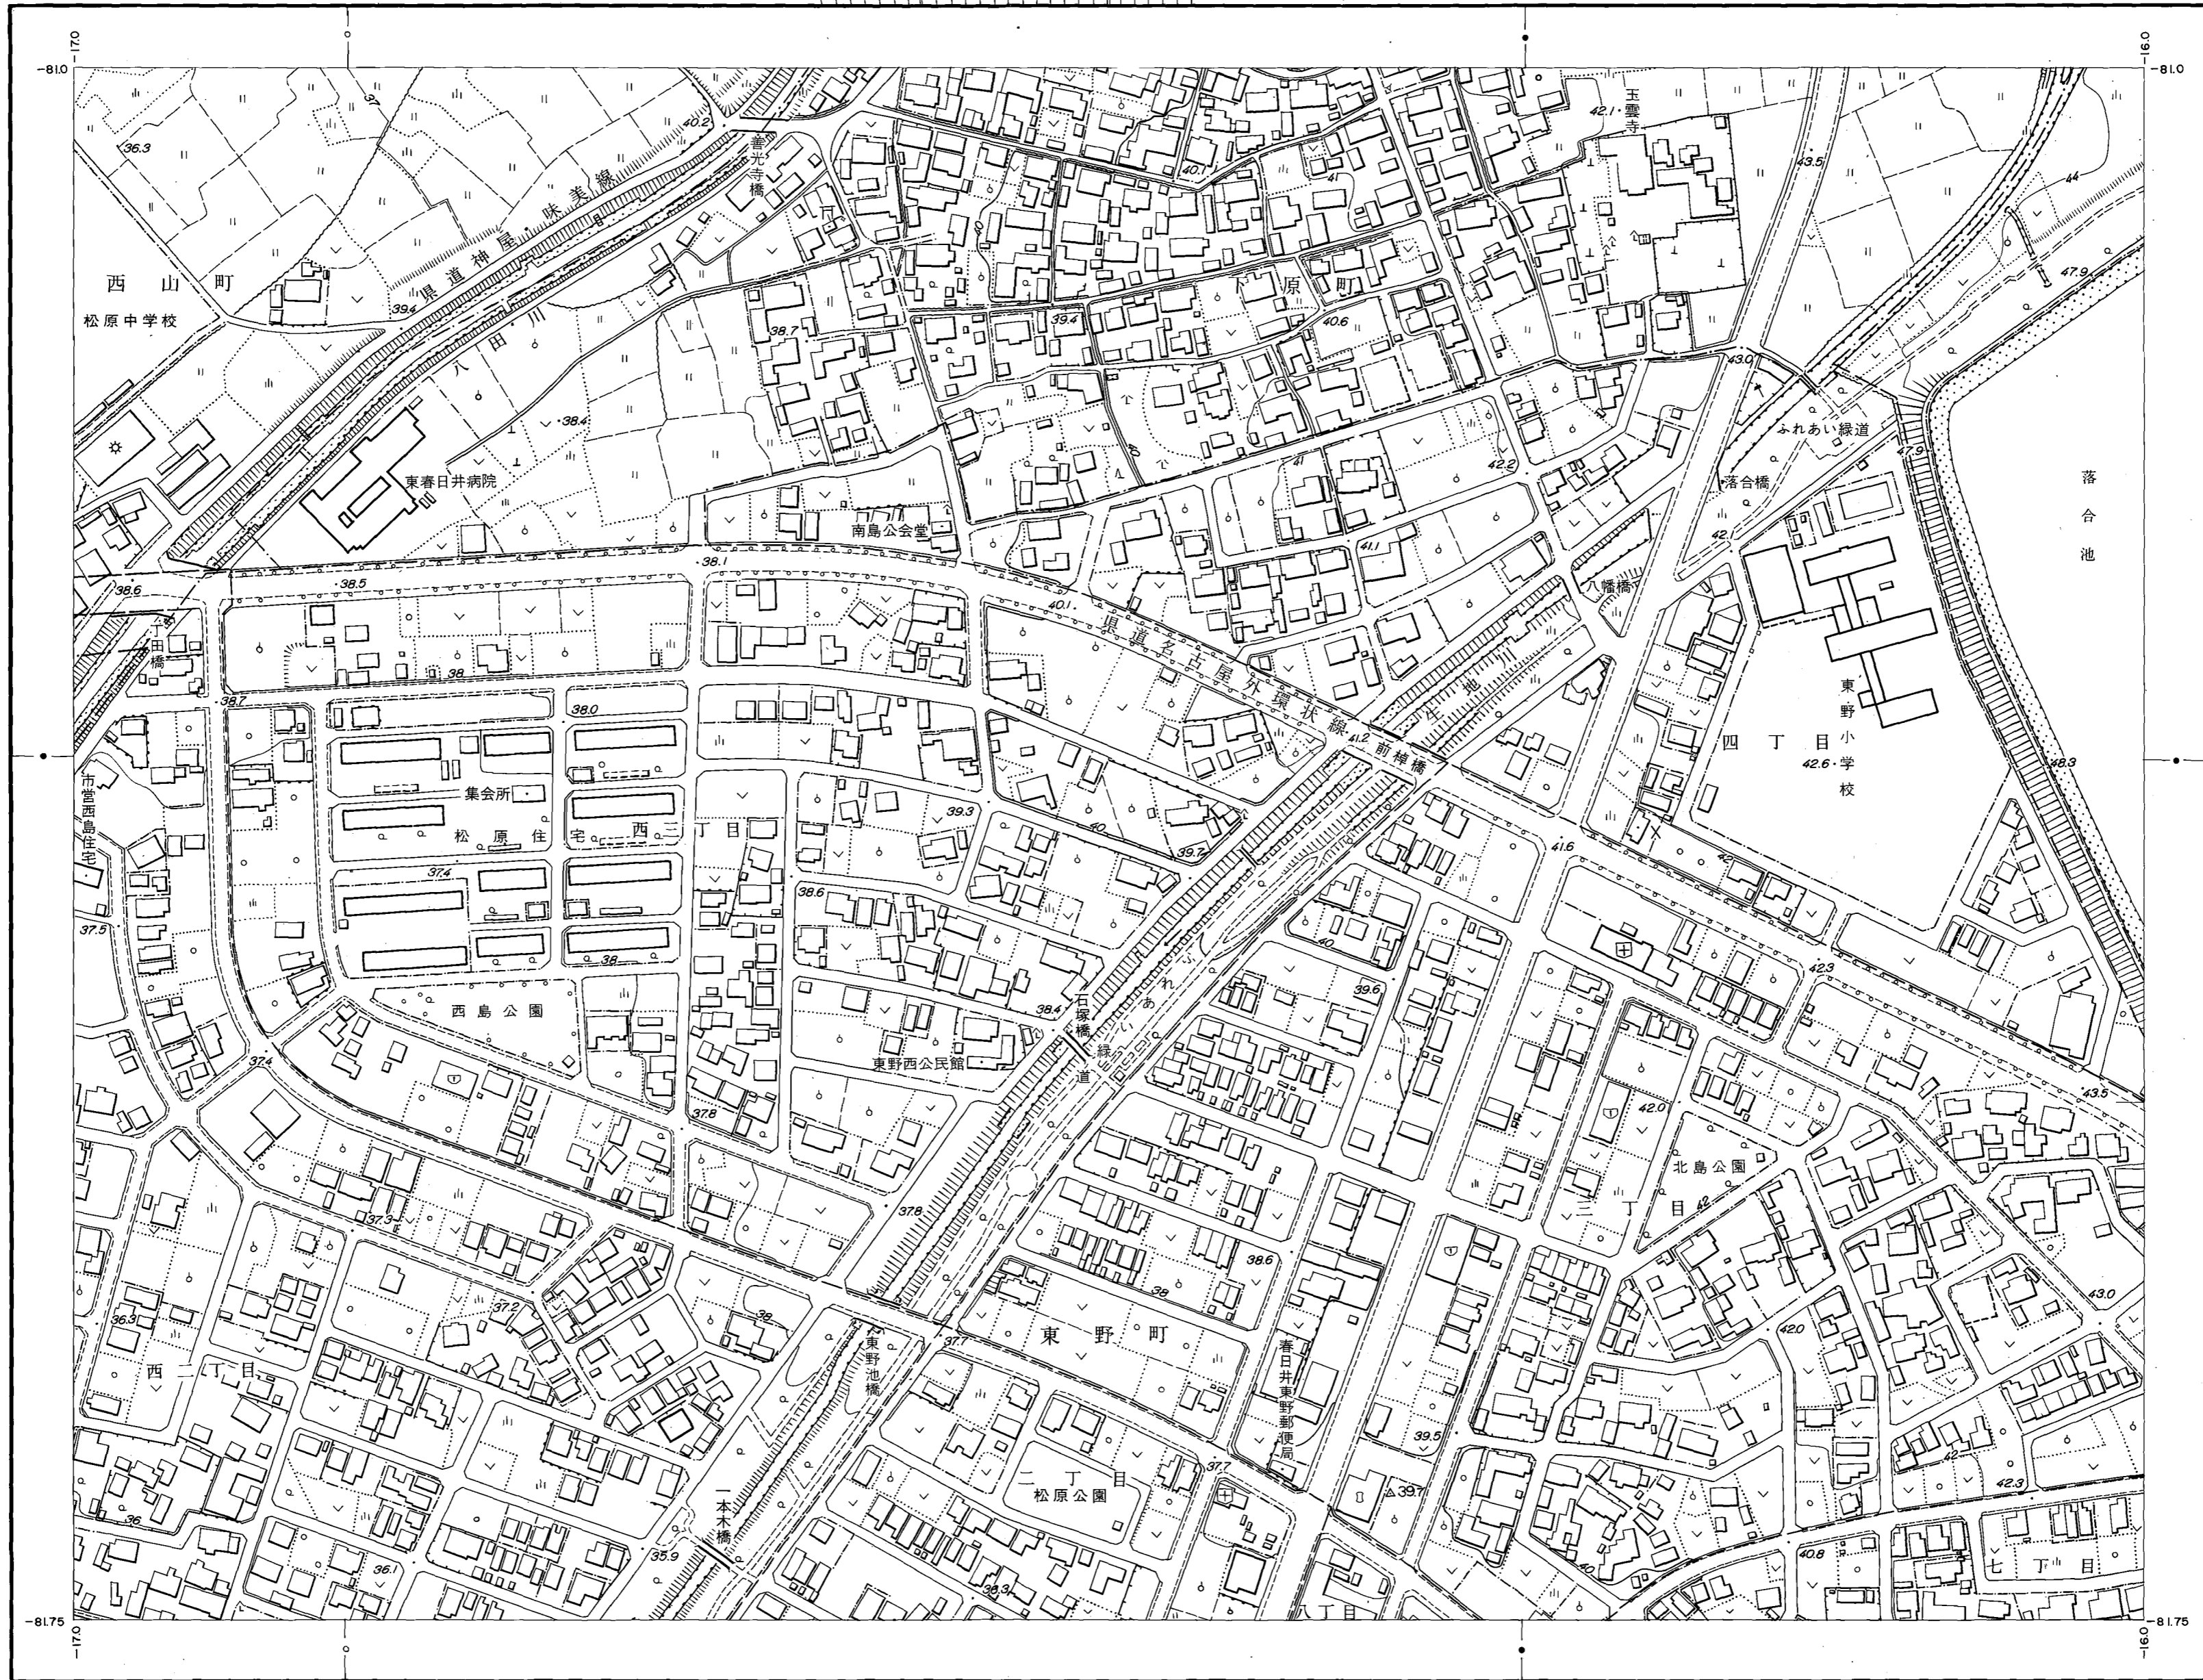 -17.0
-16.0
-81.0
-81.0
37
36.3
40.2
善光寺橋
40.1
41
玉雲寺
42.1
43.5
44
47.9
西山町
松原中学校
県道神屋・味美線
39.4
八田川
38.7
40
原町
39.4
40.6
43.0
ふれあい緑道
47.9
落合池
38.4
東春日井病院
南島公会堂
40
41
42.2
41.1
落合橋
42.1
八幡橋
38.6
38.5
38.1
40.1
県道名古屋外環状線
生地川
41.2
前棹橋
38
38.7
38.0
東野小学校
四丁目
42.6
48.3
市営西島住宅
集会所
松原住宅
西三丁目
39.3
40
39.7
41.6
42
37.4
38.6
37.5
38
40
42.3
39.6
西島公園
38.4
石塚橋
ふれあい緑道
東野西公民館
37.4
37.8
42.0
43.5
北島公園
三丁目
42
37.3
37.8
38.6
38
37.2
38
36.3
西二丁目
37.7
東野町
東野池橋
春日井東野郵便局
42.0
43.0
39.5
二丁目
松原公園
37.7
39.7
42
42.3
一本木橋
36
36.1
35.9
36.3
40
40.8
七丁目
八丁目
-81.75
-81.75
-17.0
-16.0